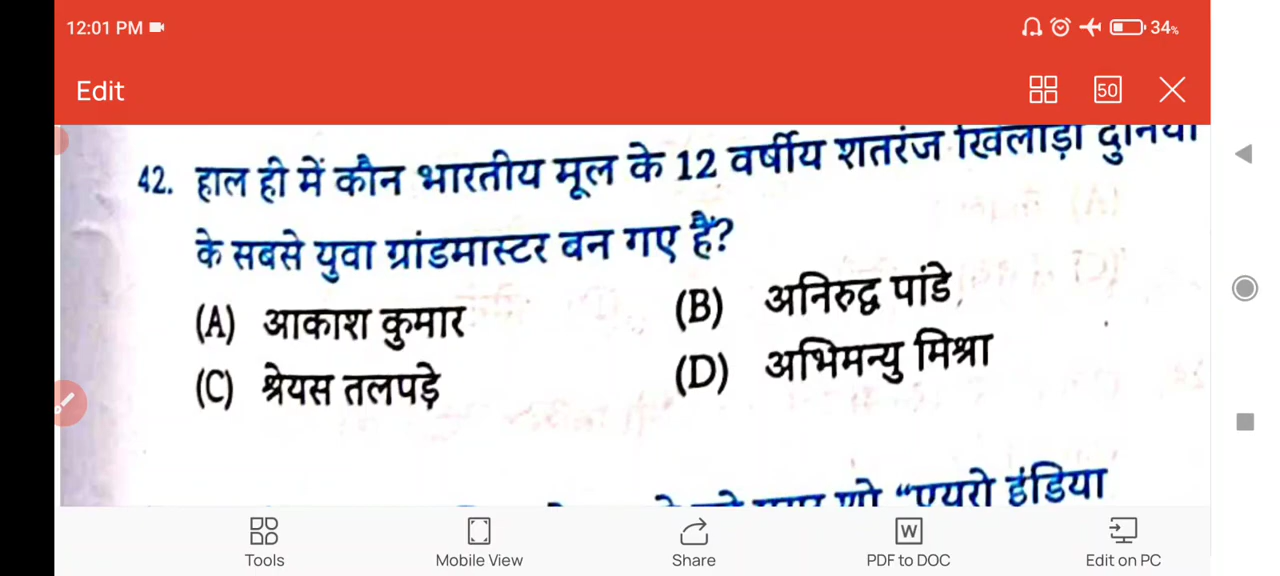 12:01 PM
34%
Edit
50
42. हाल ही में कौन भारतीय मूल के 12 वर्षीय शतरंज खिलाड़ी दुनिया
के सबसे युवा ग्रांडमास्टर बन गए हैं?
(A) आकाश कुमार
(B) अनिरुद्ध पांडे
(C) श्रेयस तलपड़े
(D) अभिमन्यु मिश्रा
“एयरो इंडिया
Tools
Mobile View
Share
W
PDF to DOC
Edit on PC